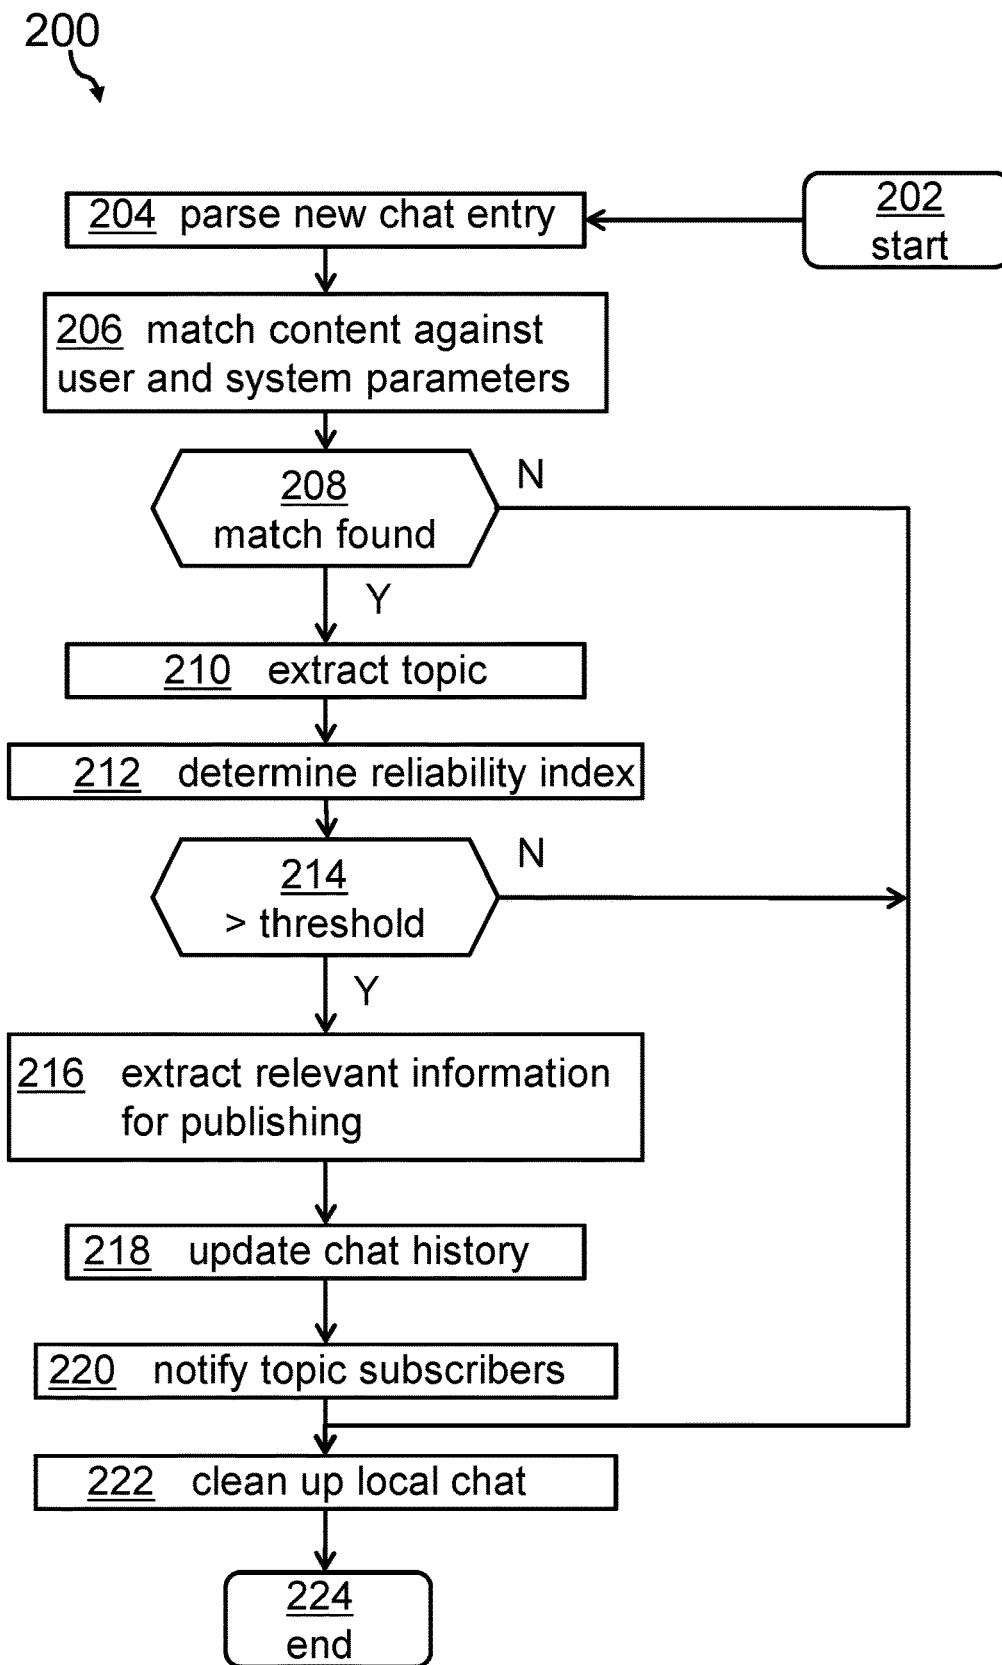 200
202
start
204 parse new chat entry
206 match content against
user and system parameters
208
match found
N
Y
210 extract topic
212 determine reliability index
214
> threshold
N
Y
216 extract relevant information
for publishing
218 update chat history
220 notify topic subscribers
222 clean up local chat
224
end